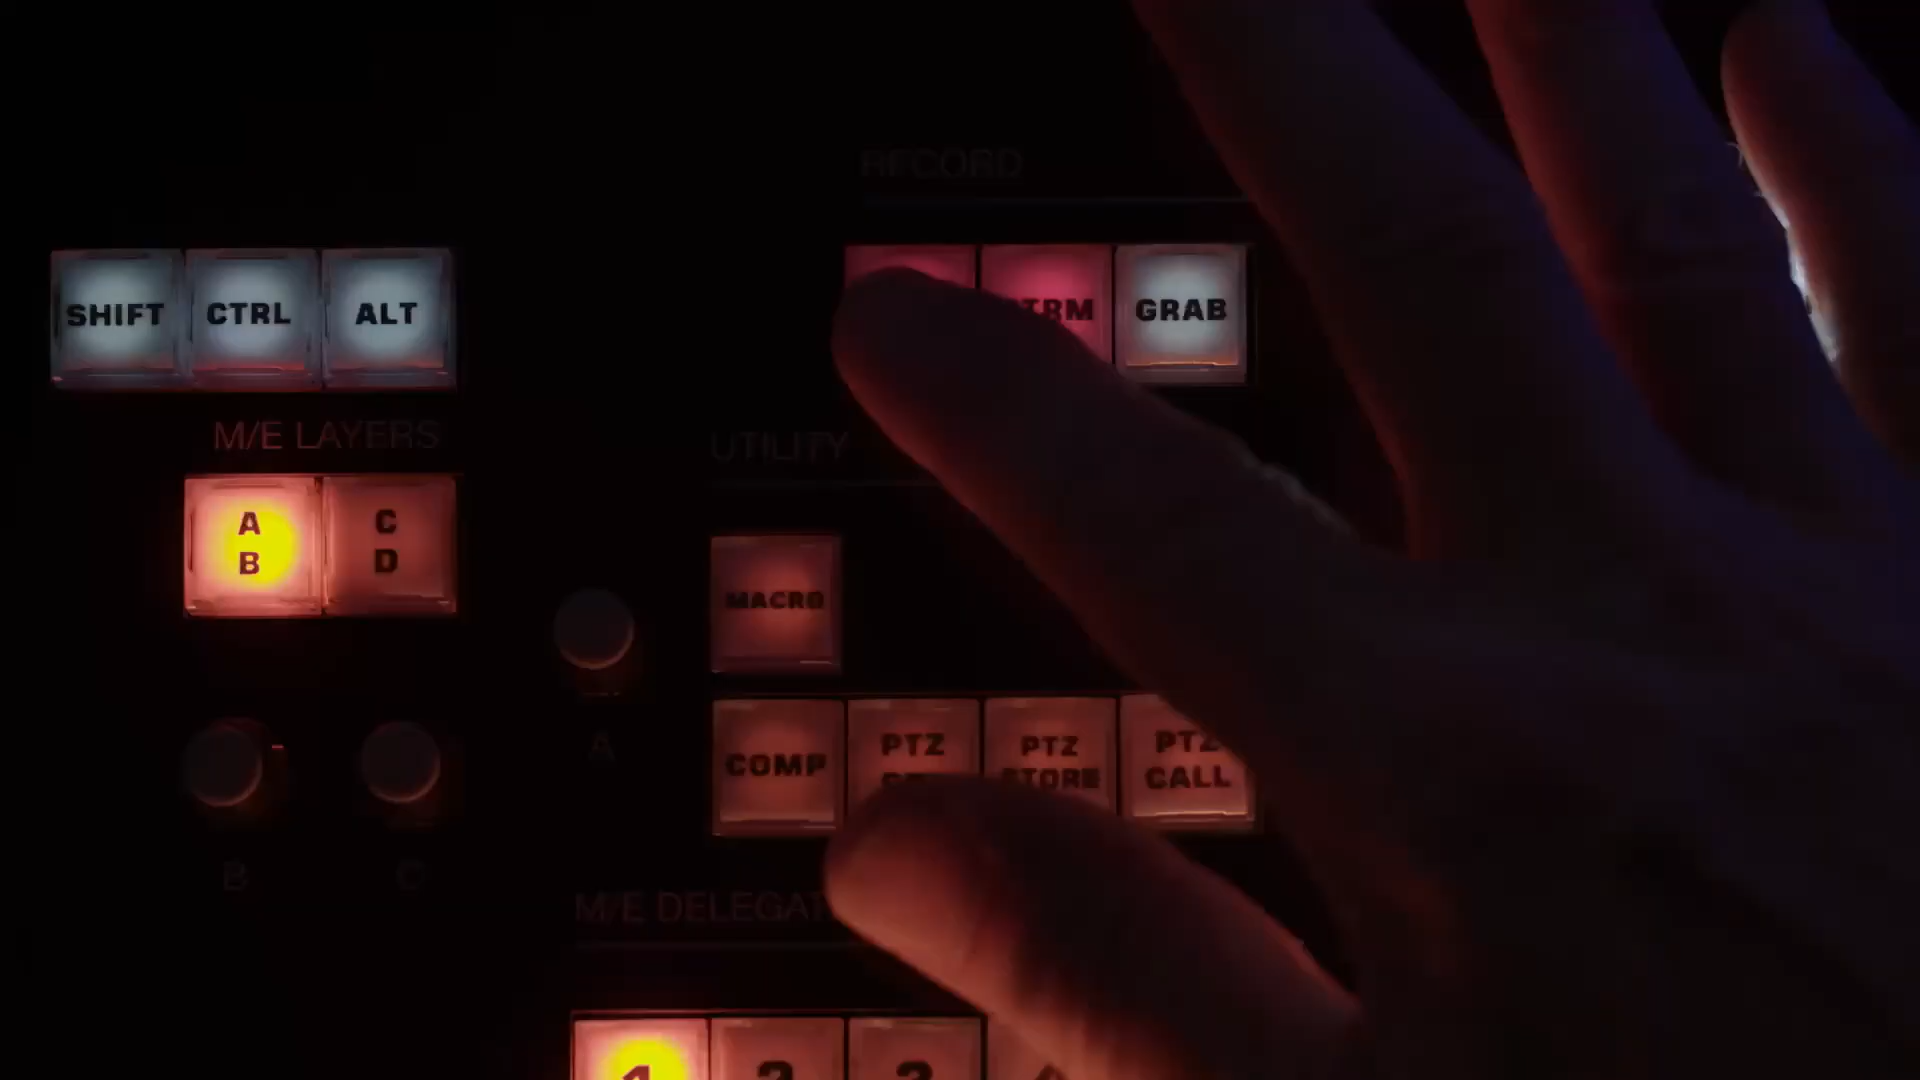 RECORD
SHIFT CTRL ALT
GRAB
M/E LAYERS
UTILITY
A
B
C
D
MACRO
A
COMP
PTZ
PTZ
PTZ
CALL
B
C
M/E DELEGAT
1 2 3